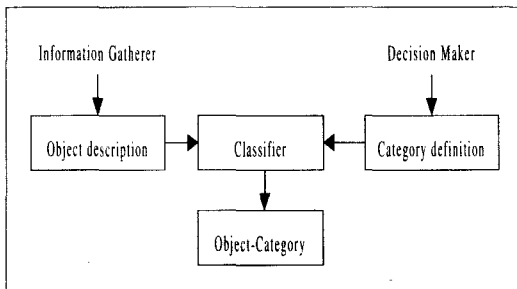 Information Gatherer
Decision Maker
Object description
Classifier
Category definition
Object-Category